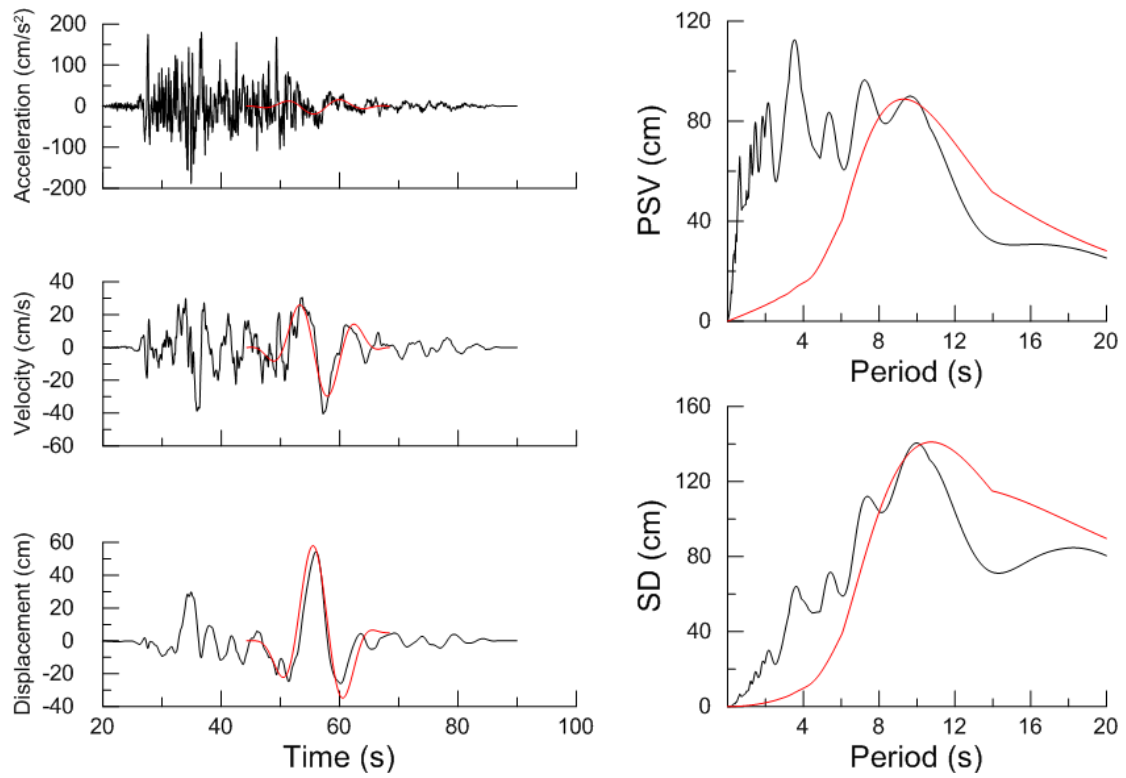 200
100
0
-100
-200
Acceleration (cm/s²)
40
20
0
-20
-40
-60
Velocity (cm/s)
60
40
20
0
-20
-40
Displacement (cm)
20 40 60 80 100
Time (s)
120
80
40
0
PSV (cm)
4 8 12 16 20
Period (s)
160
120
80
40
0
SD (cm)
4 8 12 16 20
Period (s)